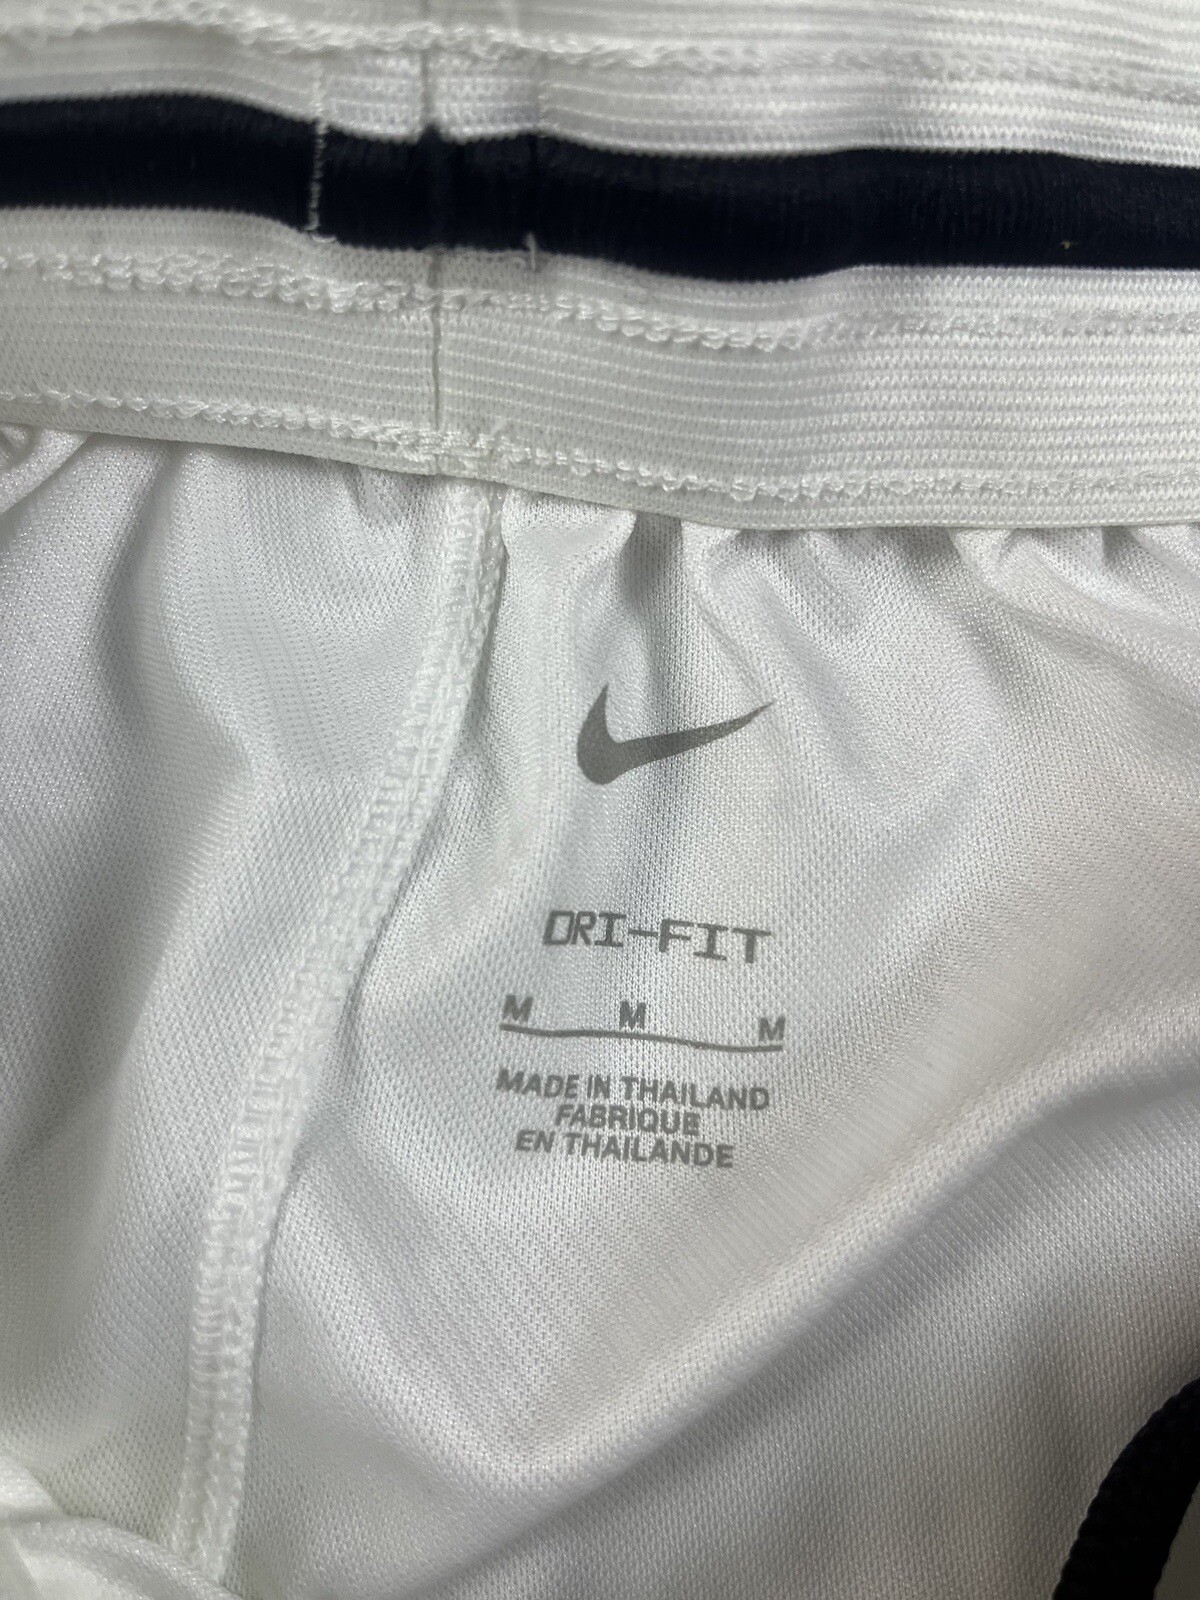 DRI-FIT
M M M
MADE IN THAILAND
FABRIQUE
EN THAILANDE